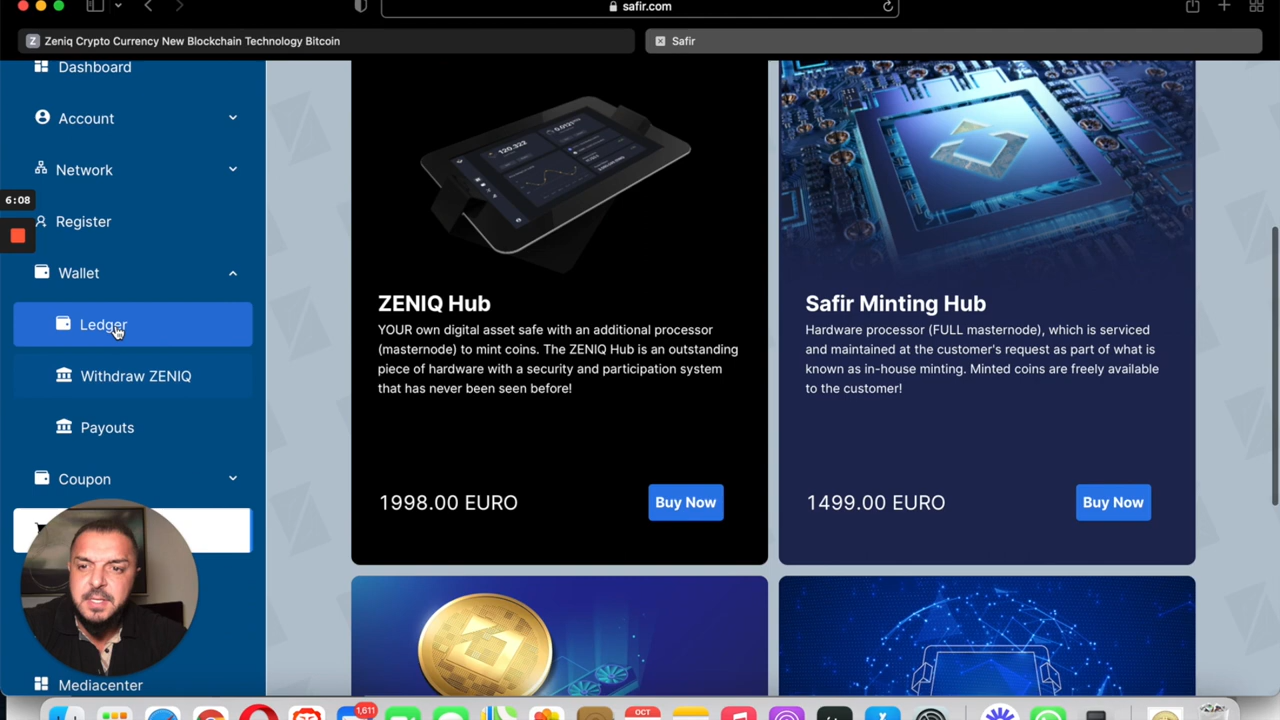 safir.com
Z Zeniq Crypto Currency New Blockchain Technology Bitcoin
Safir
Dashboard
Account
Network
6:08
Register
Wallet
Ledger
Withdraw ZENIQ
Payouts
Coupon
Mediacenter
120.322
0.0121
ZENIQ Hub
YOUR own digital asset safe with an additional processor
(masternode) to mint coins. The ZENIQ Hub is an outstanding
piece of hardware with a security and participation system
that has never been seen before!
1998.00 EURO
Buy Now
Safir Minting Hub
Hardware processor (FULL masternode), which is serviced
and maintained at the customer's request as part of what is
known as in-house minting. Minted coins are freely available
to the customer!
1499.00 EURO
Buy Now
1,611
OCT